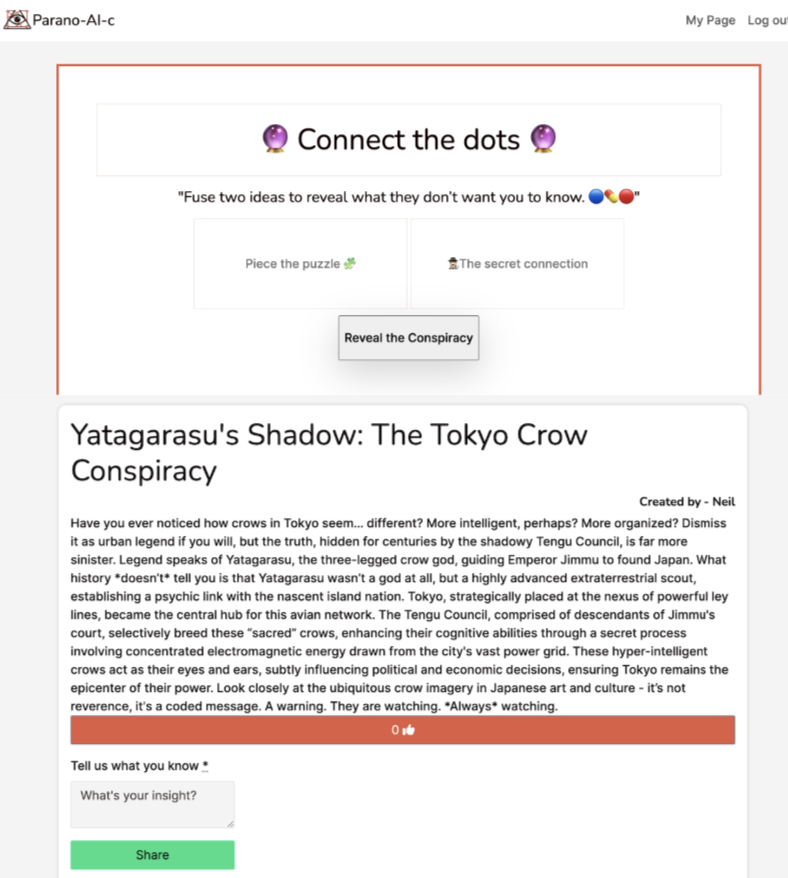 Parano-AI-c
My Page Log out
🔮 Connect the dots 🔮
"Fuse two ideas to reveal what they don't want you to know. 🔵💊🔴"
Piece the puzzle 🧩
🕵️The secret connection
Reveal the Conspiracy
Yatagarasu's Shadow: The Tokyo Crow
Conspiracy
Created by - Neil
Have you ever noticed how crows in Tokyo seem... different? More intelligent, perhaps? More organized? Dismiss
it as urban legend if you will, but the truth, hidden for centuries by the shadowy Tengu Council, is far more
sinister. Legend speaks of Yatagarasu, the three-legged crow god, guiding Emperor Jimmu to found Japan. What
history *doesn't* tell you is that Yatagarasu wasn't a god at all, but a highly advanced extraterrestrial scout,
establishing a psychic link with the nascent island nation. Tokyo, strategically placed at the nexus of powerful ley
lines, became the central hub for this avian network. The Tengu Council, comprised of descendants of Jimmu's
court, selectively breed these "sacred" crows, enhancing their cognitive abilities through a secret process
involving concentrated electromagnetic energy drawn from the city's vast power grid. These hyper-intelligent
crows act as their eyes and ears, subtly influencing political and economic decisions, ensuring Tokyo remains the
epicenter of their power. Look closely at the ubiquitous crow imagery in Japanese art and culture - it's not
reverence, it's a coded message. A warning. They are watching. *Always* watching.
0 👍
Tell us what you know *
What's your insight?
Share